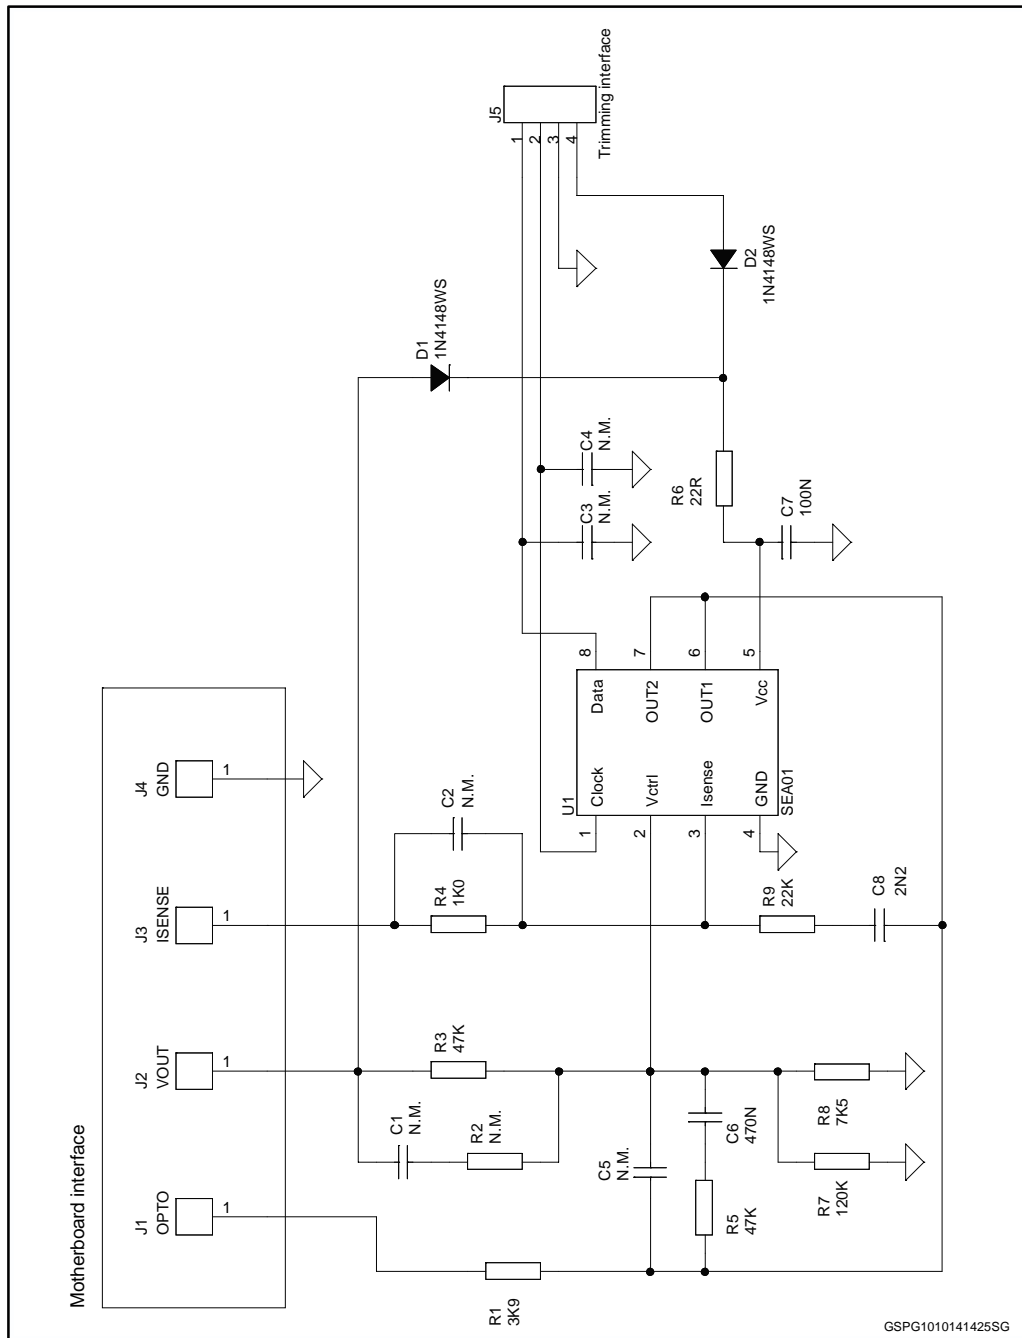 Motherboard interface
J1
OPTO
1
J2
VOUT
1
J3
ISENSE
1
J4
GND
1
R1
3K9
C1
N.M.
R2
N.M.
R3
47K
R4
1K0
C2
N.M.
C5
N.M.
R5
47K
C6
470N
R7
120K
R8
7K5
R9
22K
C8
2N2
U1
SEA01
1
Clock
2
Vctrl
3
Isense
4
GND
8
Data
7
OUT2
6
OUT1
5
Vcc
C3
N.M.
C4
N.M.
R6
22R
C7
100N
D1
1N4148WS
D2
1N4148WS
J5
1
2
3
4
Trimming interface
GSPG1010141425SG